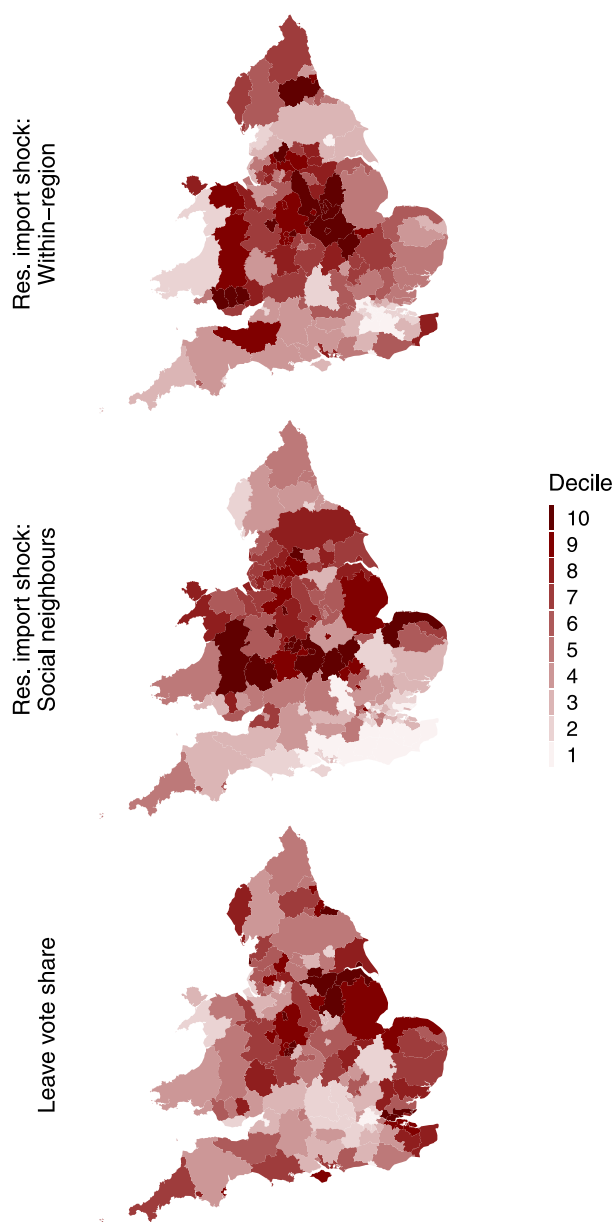 Res. import shock:
Within−region
Res. import shock:
Social neighbours
Decile
10
9
8
7
6
5
4
3
2
1
Leave vote share